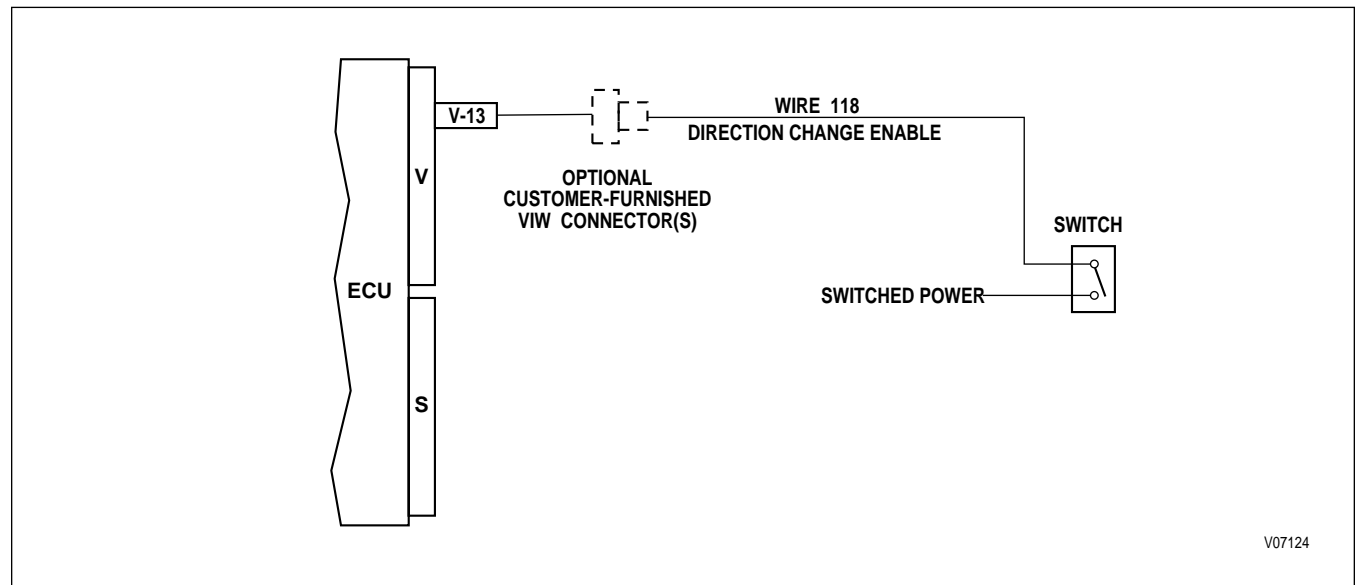 V-13
WIRE 118
DIRECTION CHANGE ENABLE
V
OPTIONAL
CUSTOMER-FURNISHED
VIW CONNECTOR(S)
SWITCH
ECU
SWITCHED POWER
S
V07124